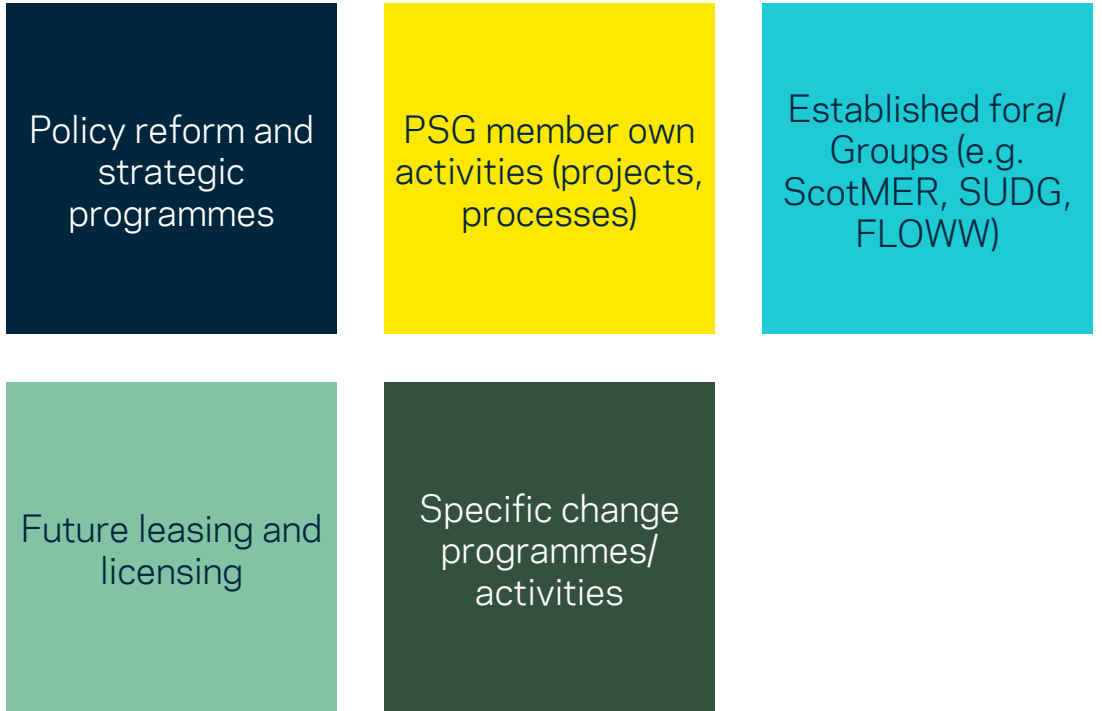 Policy reform and
strategic
programmes
PSG member own
activities (projects,
processes)
Established fora/
Groups (e.g.
ScotMER, SUDG,
FLOWW)
Future leasing and
licensing
Specific change
programmes/
activities